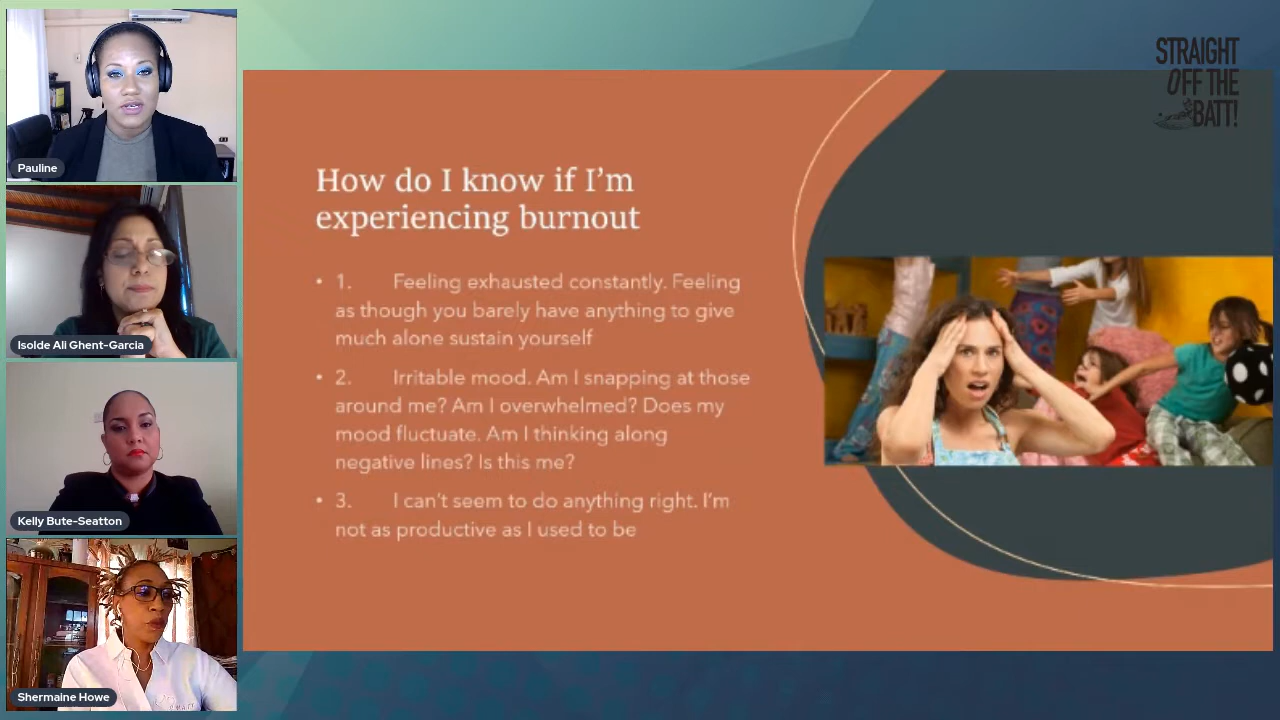 Pauline
Isolde Ali Ghent-Garcia
Kelly Bute-Seatton
Shermaine Howe
How do I know if I'm
experiencing burnout
• 1. Feeling exhausted constantly. Feeling
as though you barely have anything to give
much alone sustain yourself
• 2. Irritable mood. Am I snapping at those
around me? Am I overwhelmed? Does my
mood fluctuate. Am I thinking along
negative lines? Is this me?
• 3. I can't seem to do anything right. I'm
not as productive as I used to be
STRAIGHT
OFF THE
BATT!